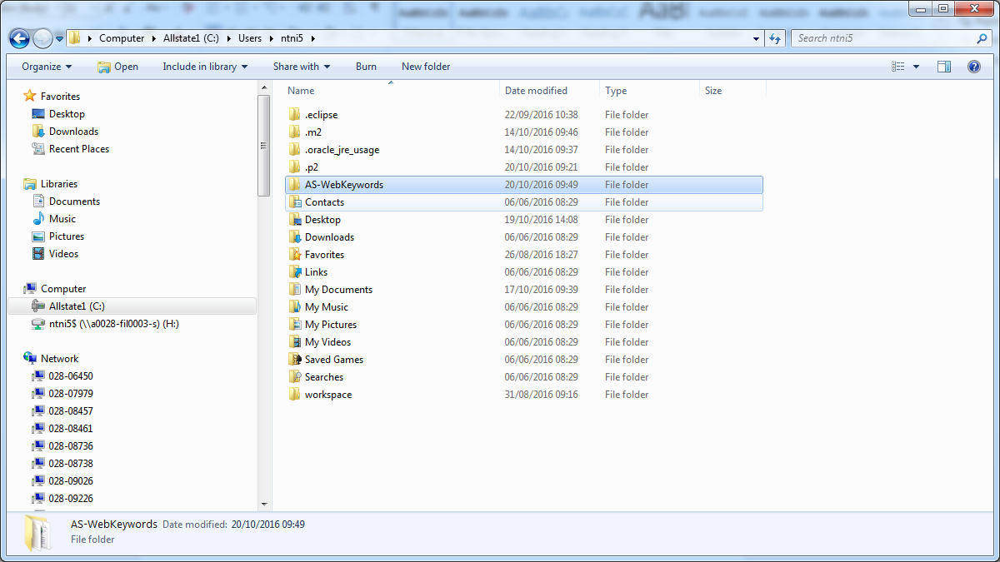 Computer Allstate1 (C:) Users ntni5 Search ntni5
Organize Open Include in library Share with Burn New folder
Favorites
Desktop
Downloads
Recent Places
Libraries
Documents
Music
Pictures
Videos
Computer
Allstate1 (C:)
ntni5$ (\\a0028-fil0003-s) (H:)
Network
028-06450
028-07979
028-08457
028-08461
028-08736
028-08738
028-09026
028-09226
Name Date modified Type Size
.eclipse 22/09/2016 10:38 File folder
.m2 14/10/2016 09:46 File folder
.oracle_jre_usage 14/10/2016 09:37 File folder
.p2 20/10/2016 09:21 File folder
AS-WebKeywords 20/10/2016 09:49 File folder
Contacts 06/06/2016 08:29 File folder
Desktop 19/10/2016 14:08 File folder
Downloads 06/06/2016 08:29 File folder
Favorites 26/08/2016 18:27 File folder
Links 06/06/2016 08:29 File folder
My Documents 17/10/2016 09:39 File folder
My Music 06/06/2016 08:29 File folder
My Pictures 06/06/2016 08:29 File folder
My Videos 06/06/2016 08:29 File folder
Saved Games 06/06/2016 08:29 File folder
Searches 06/06/2016 08:29 File folder
workspace 31/08/2016 09:16 File folder
AS-WebKeywords Date modified: 20/10/2016 09:49
File folder